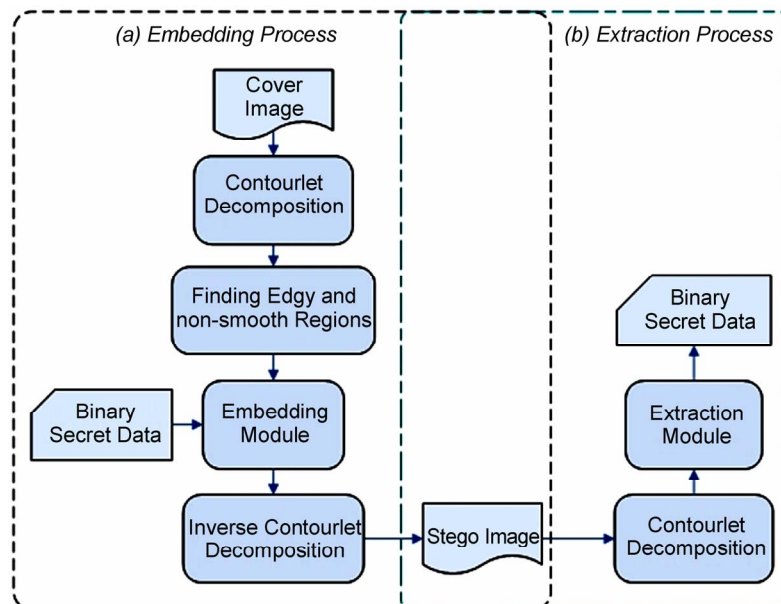 (a) Embedding Process
(b) Extraction Process
Cover
Image
Contourlet
Decomposition
Finding Edgy and
non-smooth Regions
Binary
Secret Data
Embedding
Module
Inverse Contourlet
Decomposition
Stego Image
Binary
Secret Data
Extraction
Module
Contourlet
Decomposition